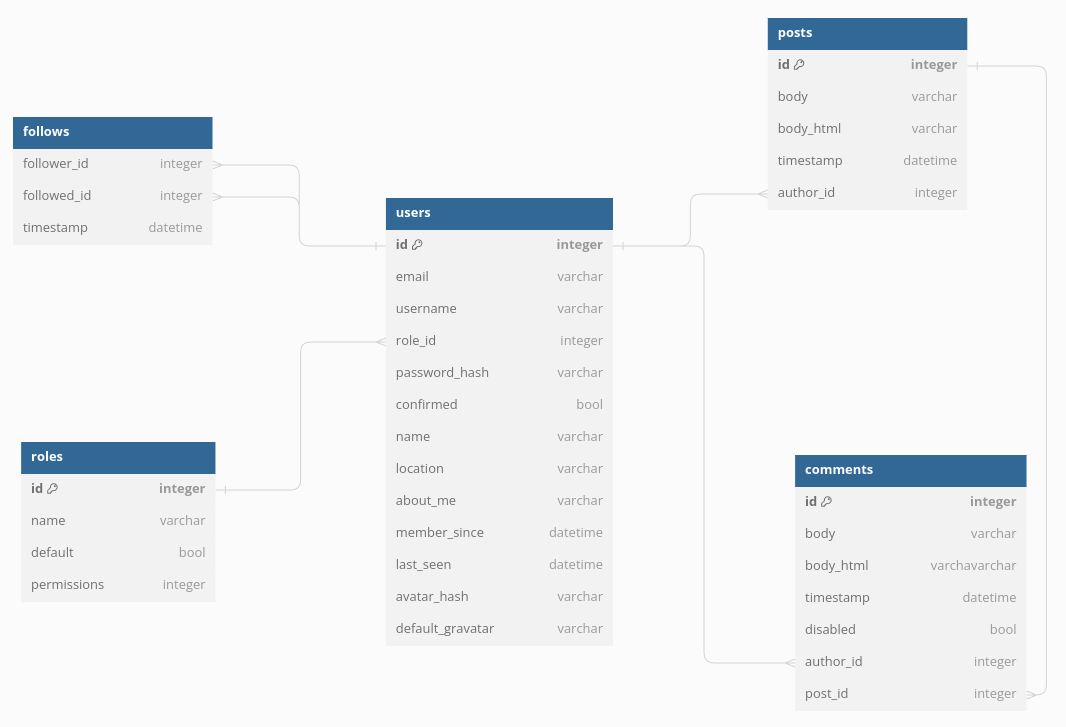 follows
follower_id integer
followed_id integer
timestamp datetime
roles
id integer
name varchar
default bool
permissions integer
users
id integer
email varchar
username varchar
role_id integer
password_hash varchar
confirmed bool
name varchar
location varchar
about_me varchar
member_since datetime
last_seen datetime
avatar_hash varchar
default_gravatar varchar
posts
id integer
body varchar
body_html varchar
timestamp datetime
author_id integer
comments
id integer
body varchar
body_html varchavarchar
timestamp datetime
disabled bool
author_id integer
post_id integer